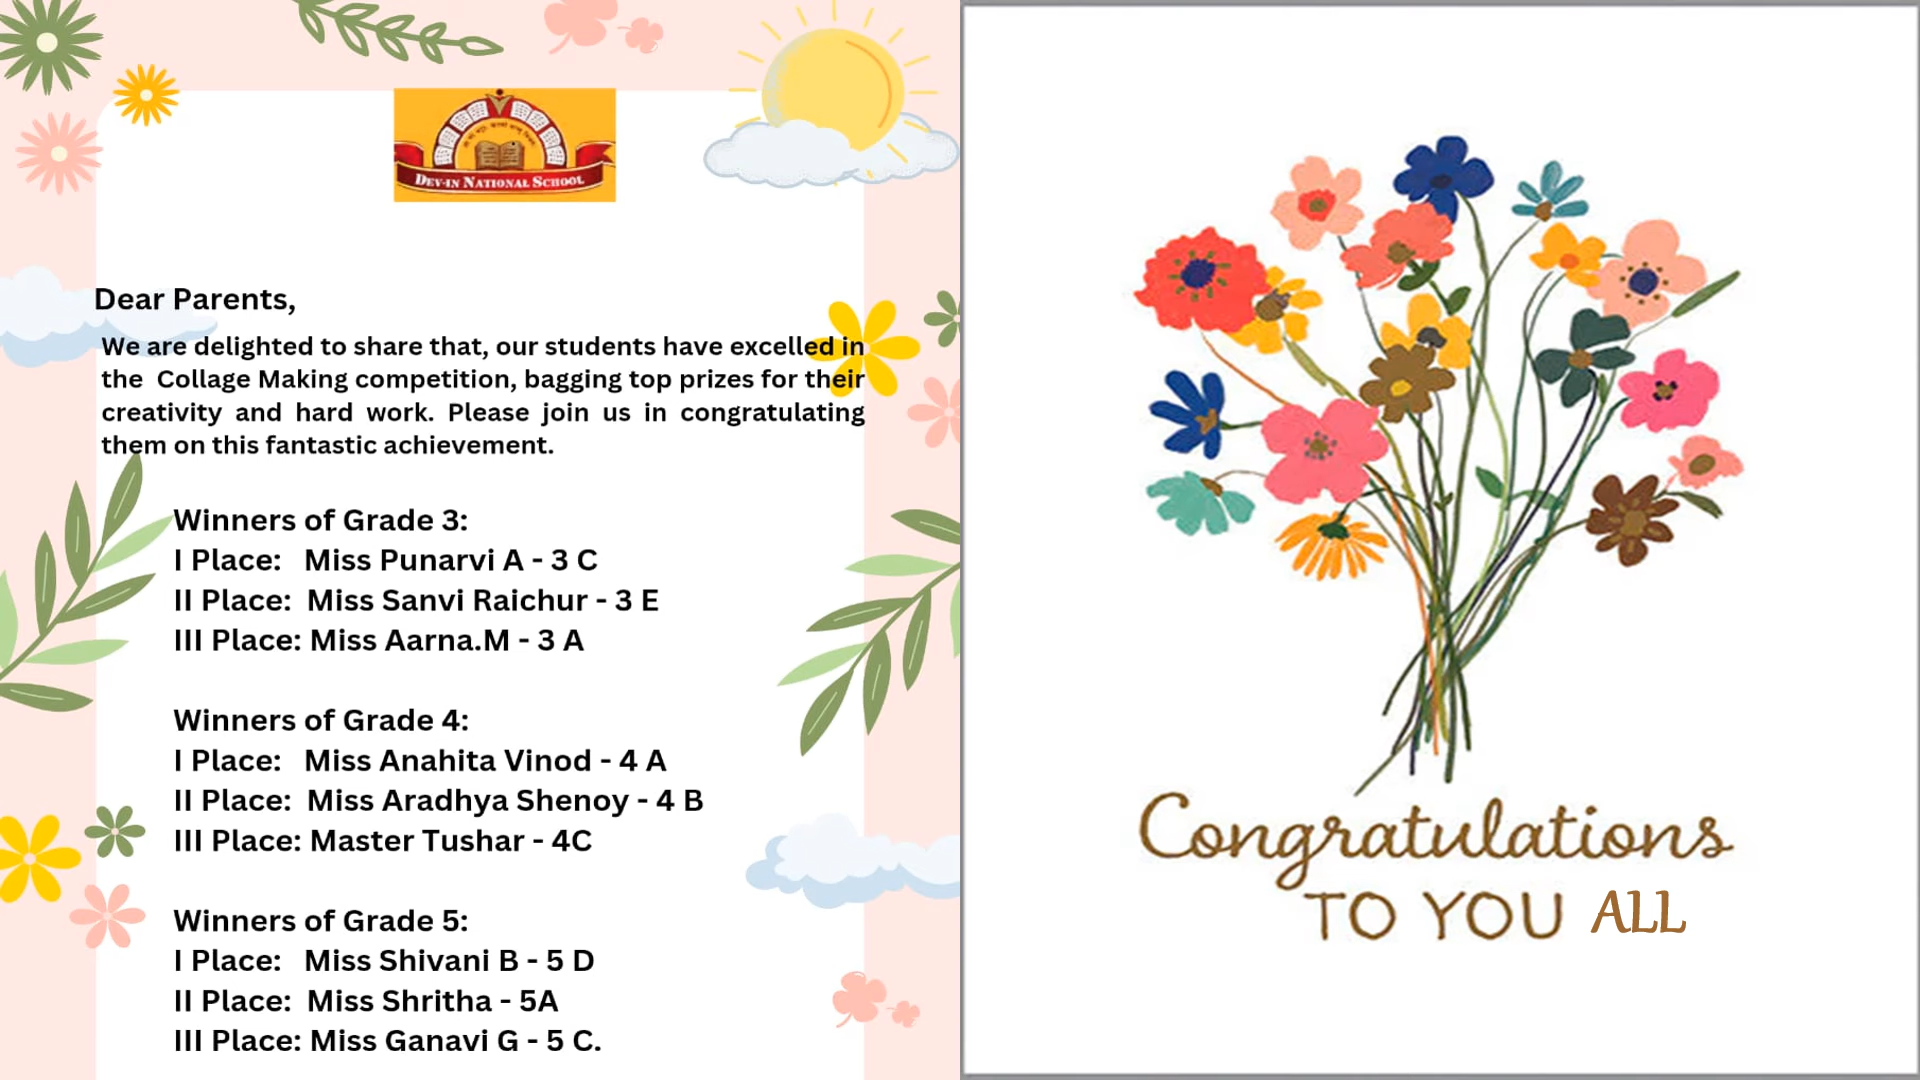 DEV-IN NATIONAL SCHOOL
Dear Parents,
We are delighted to share that, our students have excelled in
the Collage Making competition, bagging top prizes for their
creativity and hard work. Please join us in congratulating
them on this fantastic achievement.
Winners of Grade 3:
I Place: Miss Punarvi A - 3 C
II Place: Miss Sanvi Raichur - 3 E
III Place: Miss Aarna.M - 3 A
Winners of Grade 4:
I Place: Miss Anahita Vinod - 4 A
II Place: Miss Aradhya Shenoy - 4 B
III Place: Master Tushar - 4C
Winners of Grade 5:
I Place: Miss Shivani B - 5 D
II Place: Miss Shritha - 5A
III Place: Miss Ganavi G - 5 C.
Congratulations
TO YOU ALL